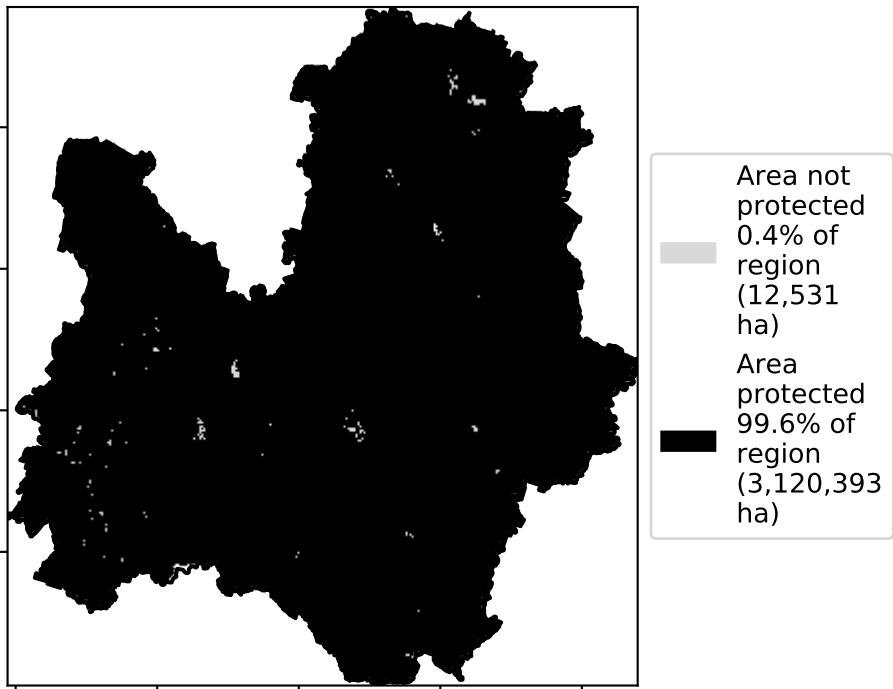 Area not
protected
0.4% of
region
(12,531
ha)
Area
protected
99.6% of
region
(3,120,393
ha)